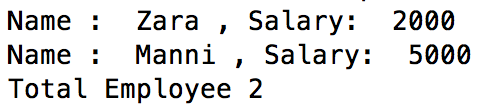 Name :  Zara , Salary:  2000
Name :  Manni , Salary:  5000
Total Employee 2